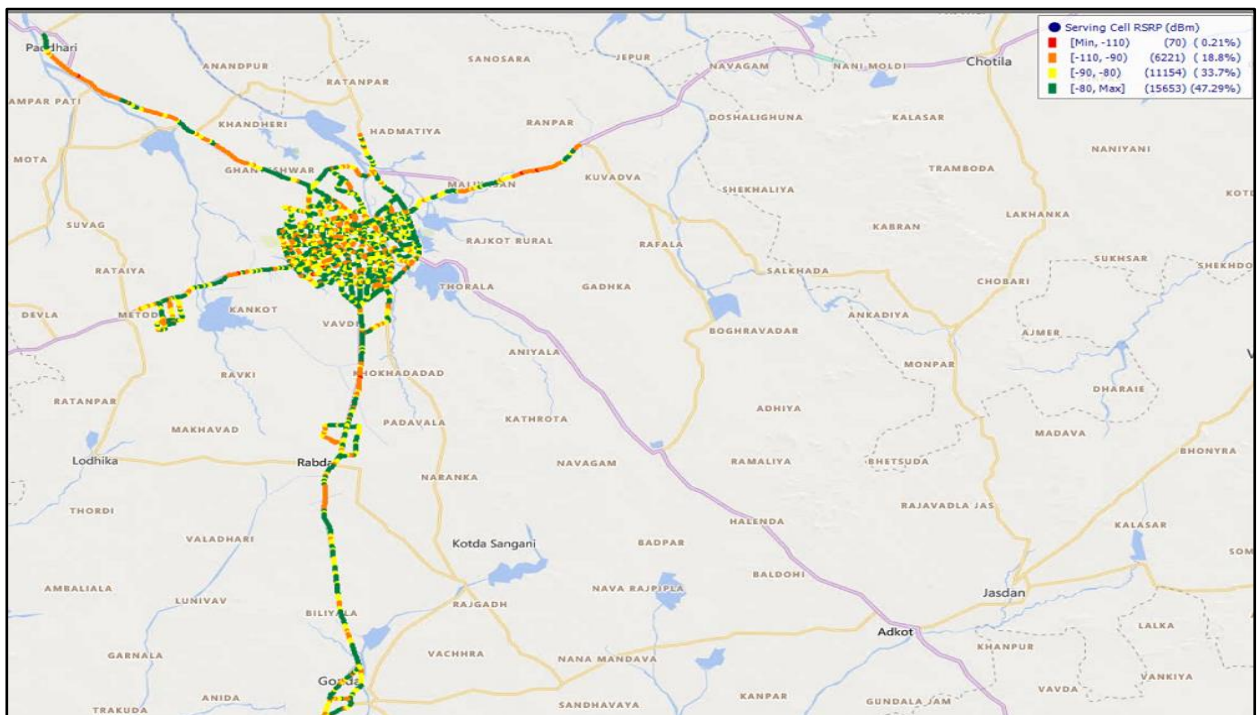 Serving Cell RSRP (dBm)
[Min, -110) (70) ( 0.21%)
[-110, -90) (6221) ( 18.8%)
[-90, -80) (11154) ( 33.7%)
[-80, Max] (15653) (47.29%)
Chotila
SANOSARA
JEPUR
NAVAGAM
NANI MOLDI
ANANDPUR
RATANPAR
AMPAR PATI
KHANDHERI
HADMATIYA
RANPAR
DOSHALIGHUNA
KALASAR
NANIYANI
MOTA
TRAMBODA
KUVADVA
SHEKHALIYA
LAKHANKA
SUVAG
KABRAN
RAJKOT RURAL
RAFALA
RATAIYA
SALKHADA
SUKHSAR
SHEKHDO
CHOBARI
THORALA
GADHKA
DEVLA
METOD
KANKOT
VAVD
ANKADIYA
BOGHRAVADAR
AJMER
ANIYALA
MONPAR
RAVKI
KHOKHADADAD
DHARAIE
RATANPAR
ADHIYA
PADAVALA
KATHROTA
MAKHAVAD
MADAVA
BHONYRA
Lodhika
Rabda
NAVAGAM
RAMALIYA
BHETSUDA
NARANKA
RAJAVADLA JAS
THORDI
HALENDA
KALASAR
VALADHARI
Kotda Sangani
BADPAR
SOM
BALDOHI
AMBALIALA
NAVA RAJPIPLA
Jasdan
LUNIVAV
RAJGADH
BILIYALA
Adkot
LALKA
KHANPUR
GARNALA
VACHHRA
NANA MANDAVA
VANKIYA
VAVDA
ANIDA
KANPAR
GUNDALA JAM
SANDHAVAYA
TRAKUDA